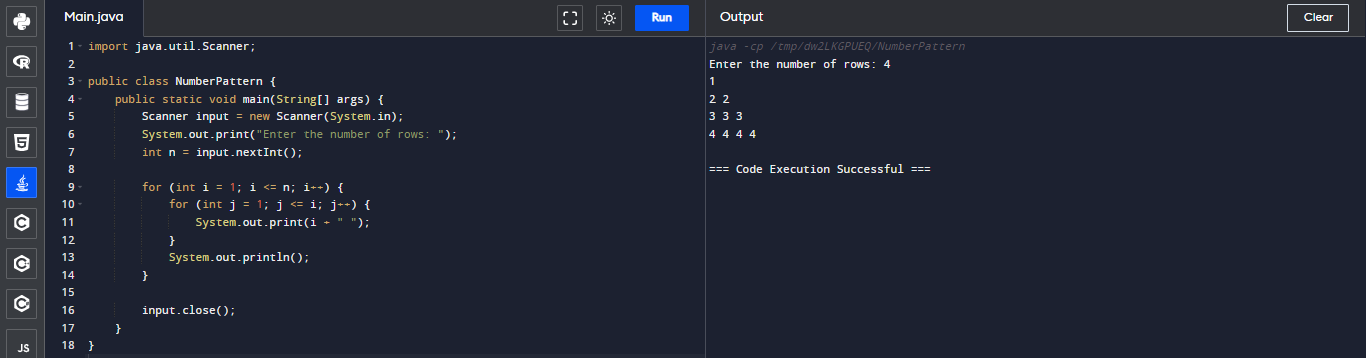 Main.java
Run
1 import java.util.Scanner;
2
3 public class NumberPattern {
4     public static void main(String[] args) {
5         Scanner input = new Scanner(System.in);
6         System.out.print("Enter the number of rows: ");
7         int n = input.nextInt();
8
9         for (int i = 1; i <= n; i++) {
10             for (int j = 1; j <= i; j++) {
11                 System.out.print(i + " ");
12             }
13             System.out.println();
14         }
15
16         input.close();
17     }
18 }
Output
Clear
java -cp /tmp/dw2LKGPUEQ/NumberPattern
Enter the number of rows: 4
1
2 2
3 3 3
4 4 4 4
=== Code Execution Successful ===
R
5
C
C
C
JS